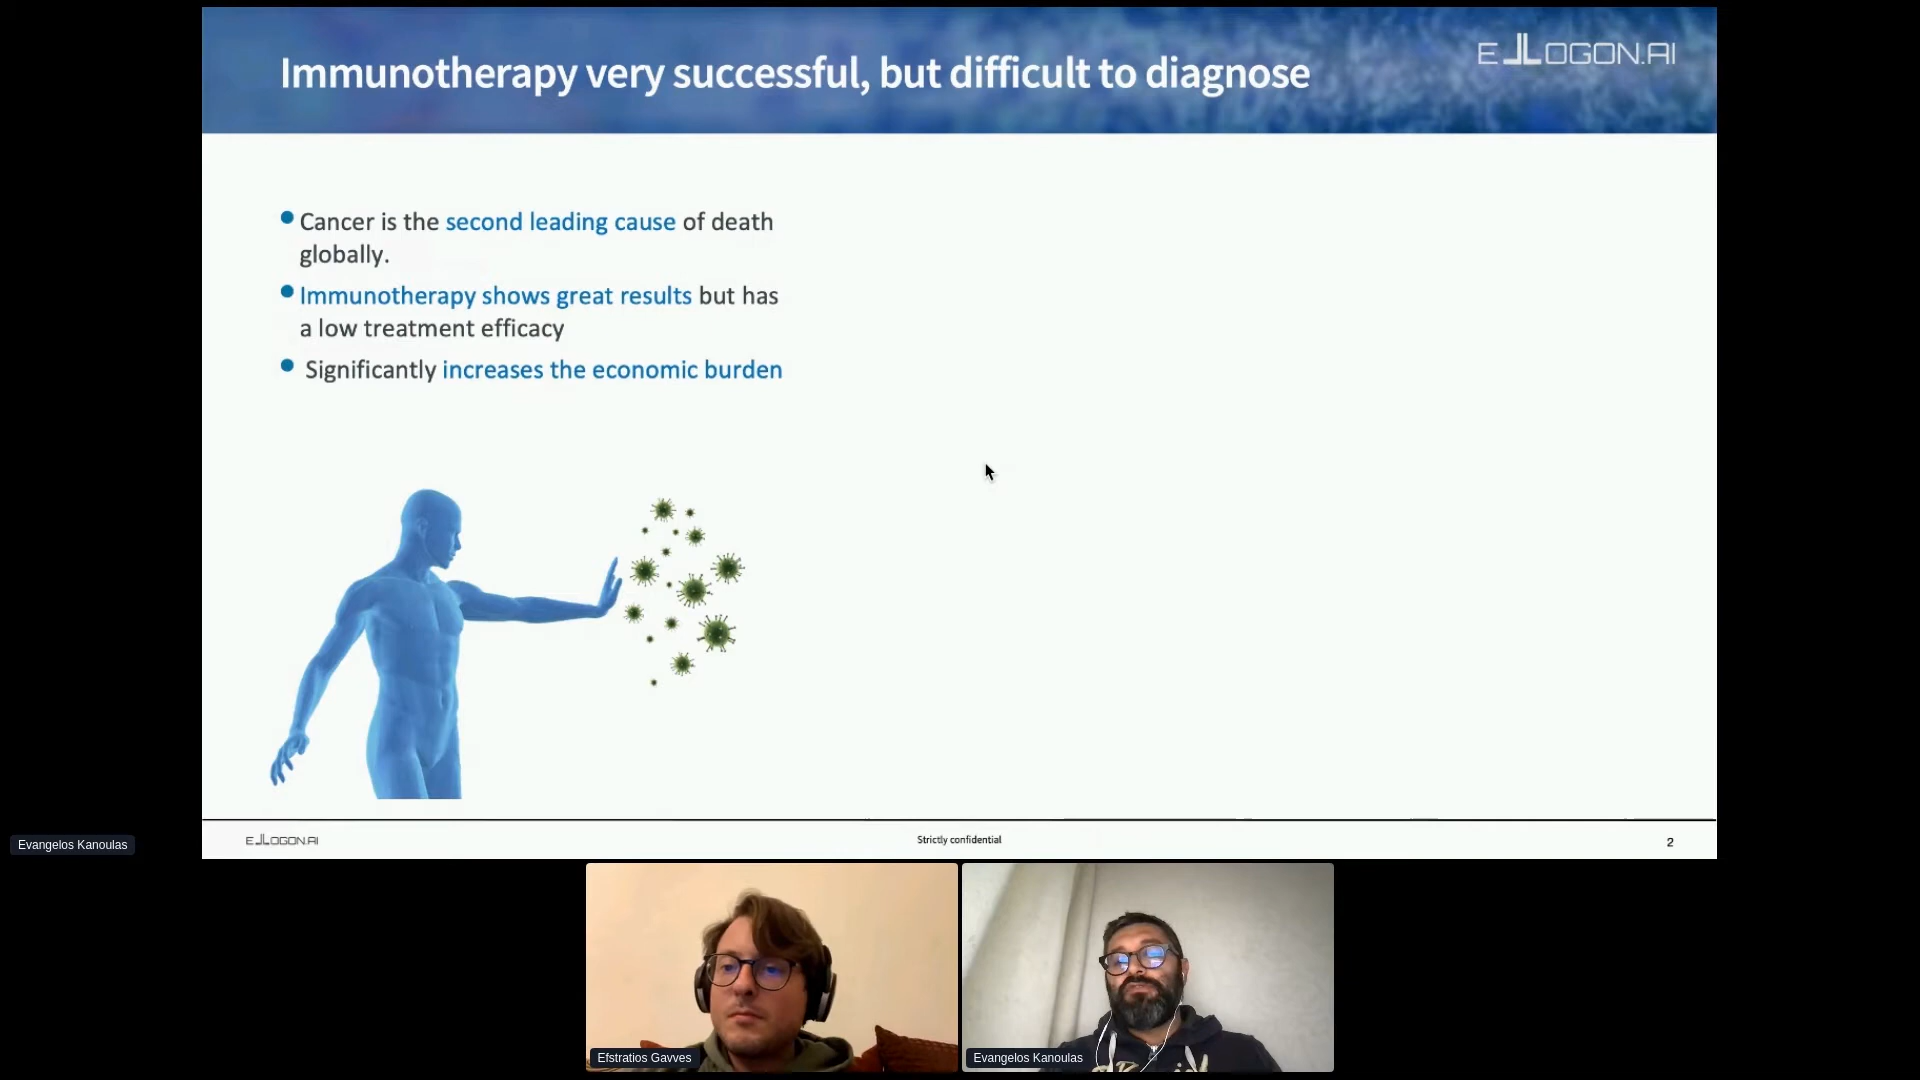 Immunotherapy very successful, but difficult to diagnose
ELLOGON.AI
Cancer is the second leading cause of death
globally.
Immunotherapy shows great results but has
a low treatment efficacy
Significantly increases the economic burden
ELLOGON.AI
Strictly confidential
2
Evangelos Kanoulas
Efstratios Gavves
Evangelos Kanoulas